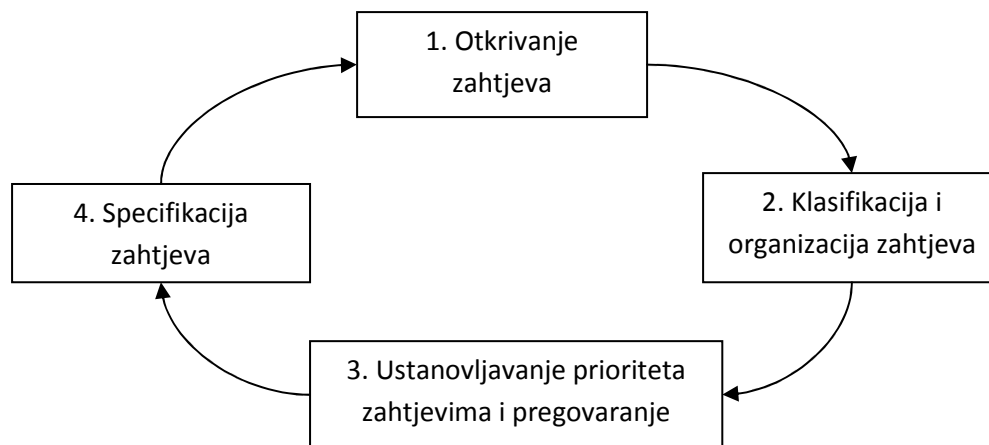 1. Otkrivanje
zahtjeva
2. Klasifikacija i
organizacija zahtjeva
3. Ustanovljavanje prioriteta
zahtjevima i pregovaranje
4. Specifikacija
zahtjeva